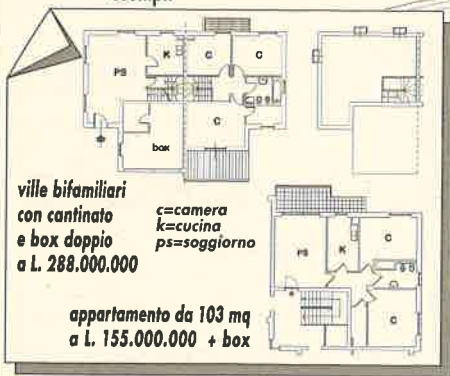 PS
K
C
C
C
box
ville bifamiliari
con cantinato
e box doppio
a L. 288.000.000
c=camera
k=cucina
ps=soggiorno
PS
K
C
C
appartamento da 103 mq
a L. 155.000.000 + box